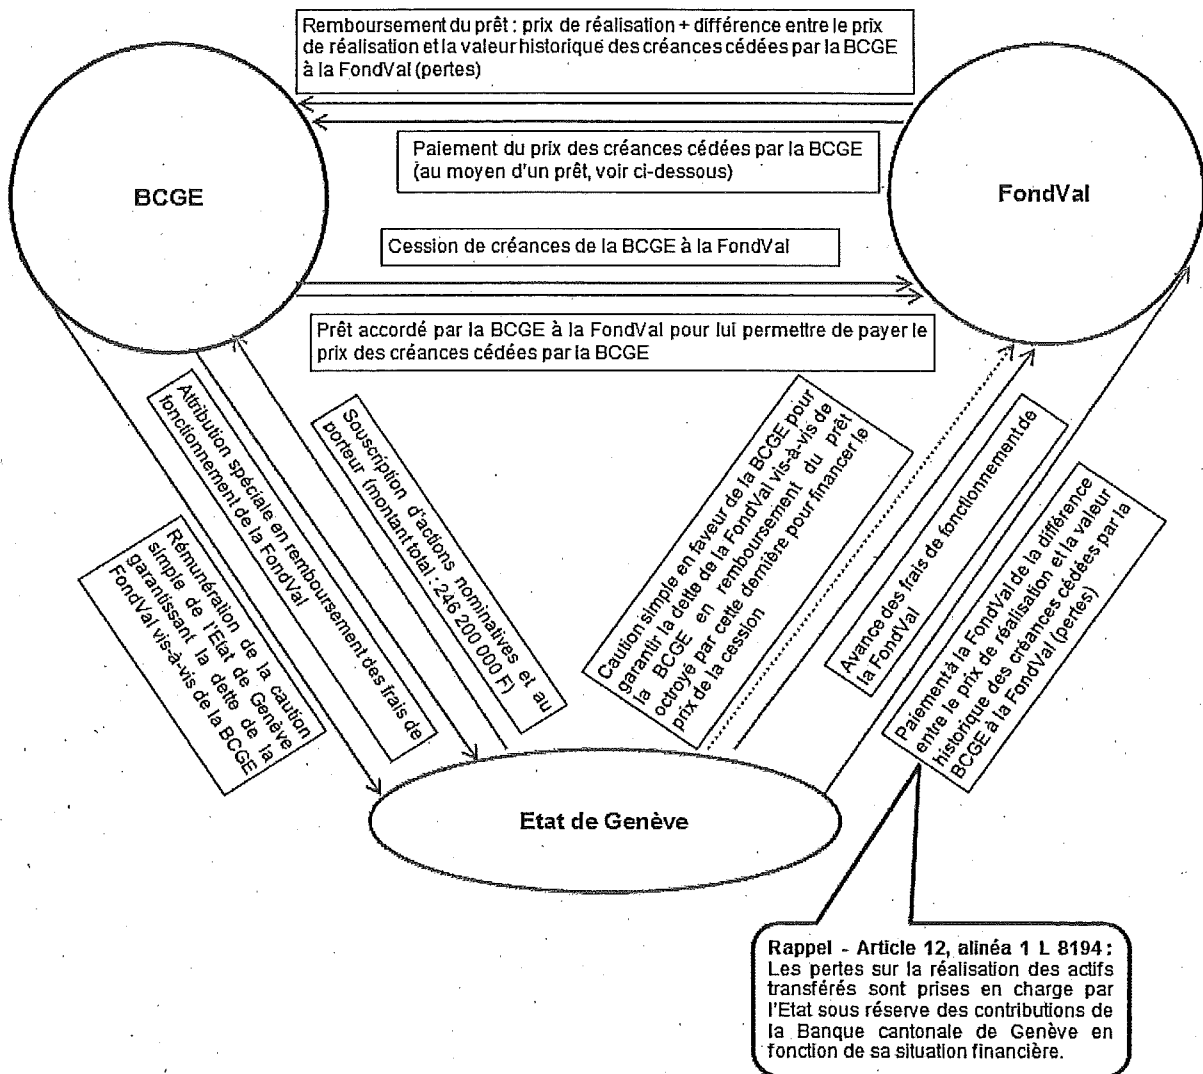 Remboursement du prêt : prix de réalisation + différence entre le prix
de réalisation et la valeur historique des créances cédées par la BCGE
à la FondVal (pertes)
Paiement du prix des créances cédées par la BCGE
(au moyen d'un prêt, voir ci-dessous)
BCGE
FondVal
Cession de créances de la BCGE à la FondVal
Prêt accordé par la BCGE à la FondVal pour lui permettre de payer le
prix des créances cédées par la BCGE
Rémunération de la caution
simple de l'Etat de Genève
garantissant la dette de la
FondVal vis-à-vis de la BCGE
Attribution spéciale en remboursement des frais de
fonctionnement de la FondVal
Souscription d'actions nominatives et au
porteur (montant total : 246 200 000 F)
Caution simple en faveur de la BCGE pour
garantir la dette de la FondVal vis-à-vis de
la BCGE en remboursement du prêt
octroyé par cette dernière pour financer le
prix de la cession
Avance des frais de fonctionnement de
la FondVal
Paiement à la FondVal de la différence
entre le prix de réalisation et la valeur
historique des créances cédées par la
BCGE à la FondVal (pertes)
Etat de Genève
Rappel - Article 12, alinéa 1 L 8194 :
Les pertes sur la réalisation des actifs
transférés sont prises en charge par
l'Etat sous réserve des contributions de
la Banque cantonale de Genève en
fonction de sa situation financière.